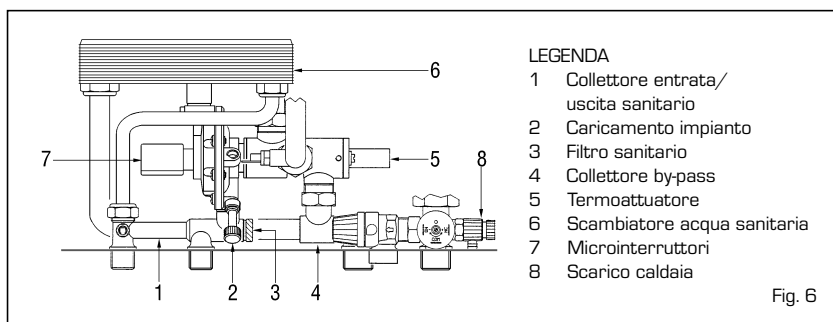 6
7
5
8
1
2
3
4
LEGENDA
1 Collettore entrata/
uscita sanitario
2 Caricamento impianto
3 Filtro sanitario
4 Collettore by-pass
5 Termoattuatore
6 Scambiatore acqua sanitaria
7 Microinterruttori
8 Scarico caldaia
Fig. 6